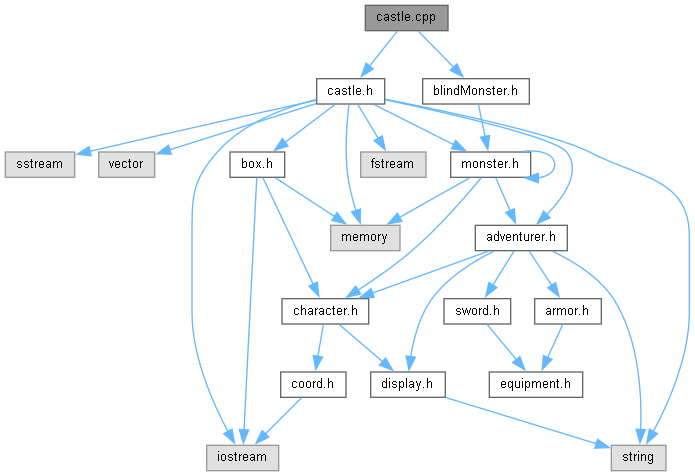 castle.cpp
castle.h
blindMonster.h
sstream
vector
box.h
fstream
monster.h
memory
adventurer.h
character.h
sword.h
armor.h
coord.h
display.h
equipment.h
iostream
string